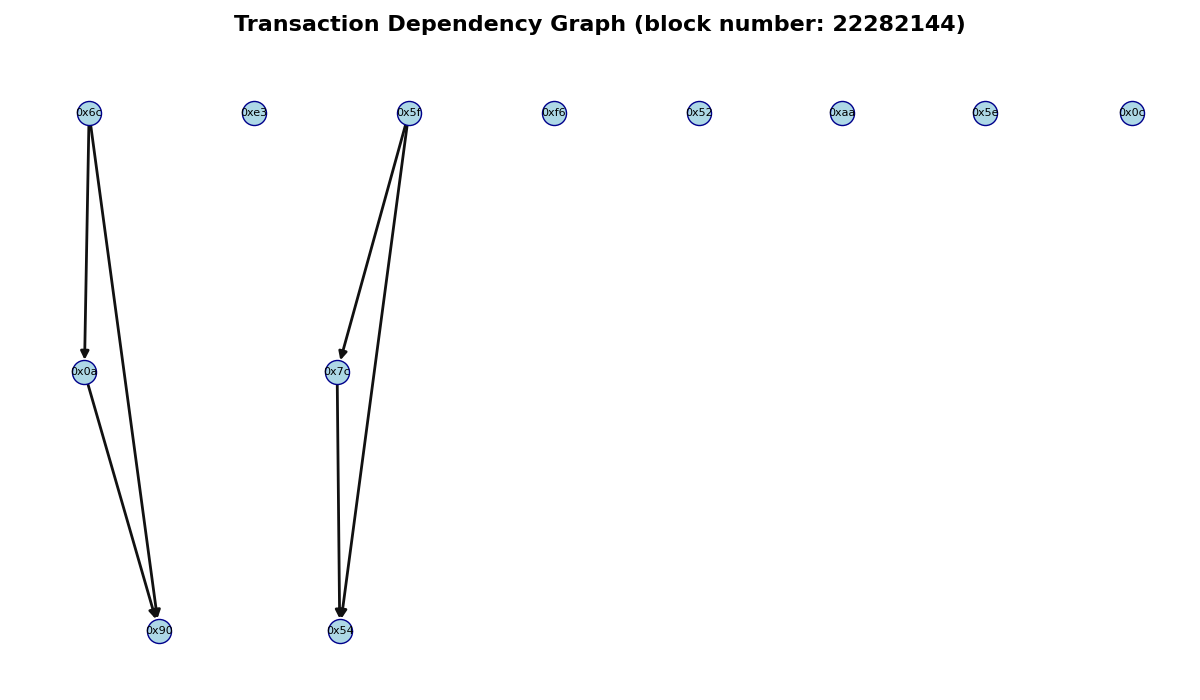 Transaction Dependency Graph (block number: 22282144)
0x6c 0xe3 0x5f 0xf6 0x52 0xaa 0x5e 0x0c
0x0a 0x7c
0x90 0x54